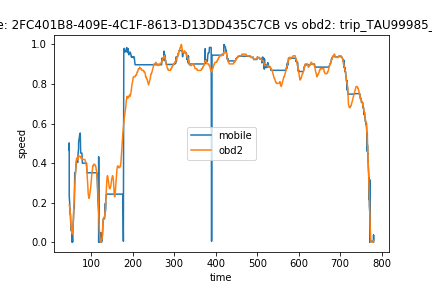 e: 2FC401B8-409E-4C1F-8613-D13DD435C7CB vs obd2: trip_TAU99985_
1.0
0.8
0.6
0.4
0.2
0.0
speed
mobile
obd2
100 200 300 400 500 600 700 800
time